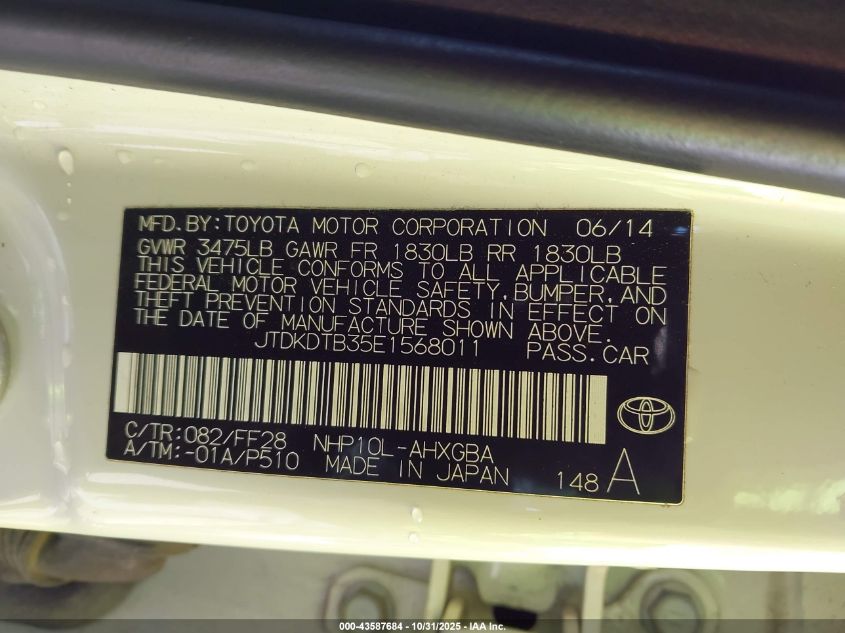 MFD.BY:TOYOTA MOTOR CORPORATION 06/14
GVWR 3475LB GAWR FR 1830LB RR 1830LB
THIS VEHICLE CONFORMS TO ALL APPLICABLE
FEDERAL MOTOR VEHICLE SAFETY,BUMPER,AND
THEFT PREVENTION STANDARDS IN EFFECT ON
THE DATE OF MANUFACTURE SHOWN ABOVE.
JTDKDTB35E1568011 PASS.CAR
C/TR:082/FF28 NHP10L-AHXGBA
A/TM:-01A/P510 MADE IN JAPAN 148 A
000-43587684 - 10/31/2025 - IAA Inc.